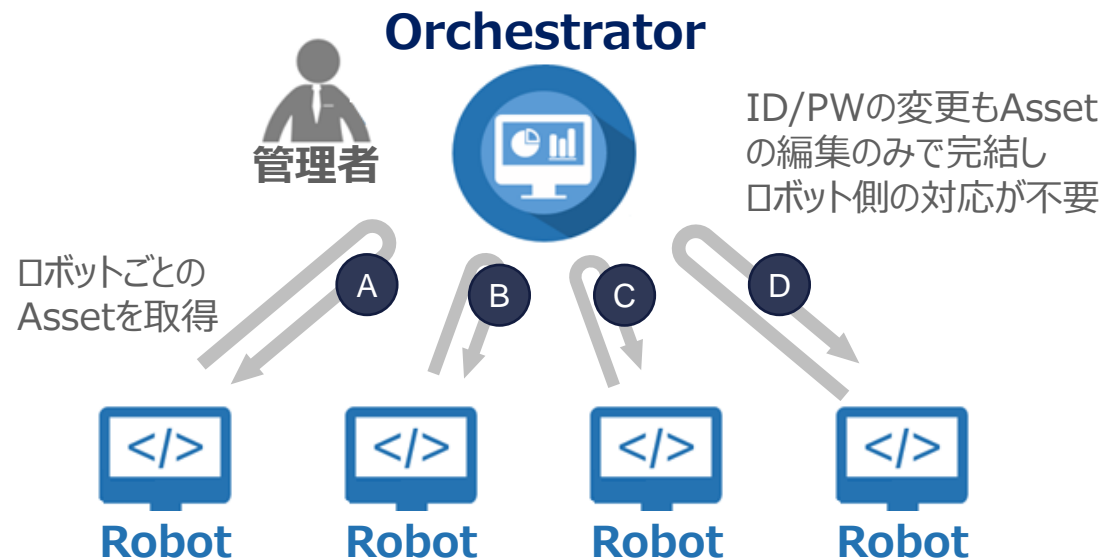 Orchestrator
管理者
ID/PWの変更もAsset
の編集のみで完結し
ロボット側の対応が不要
ロボットごとの
Assetを取得
A
B
C
D
</>
</>
</>
</>
Robot
Robot
Robot
Robot